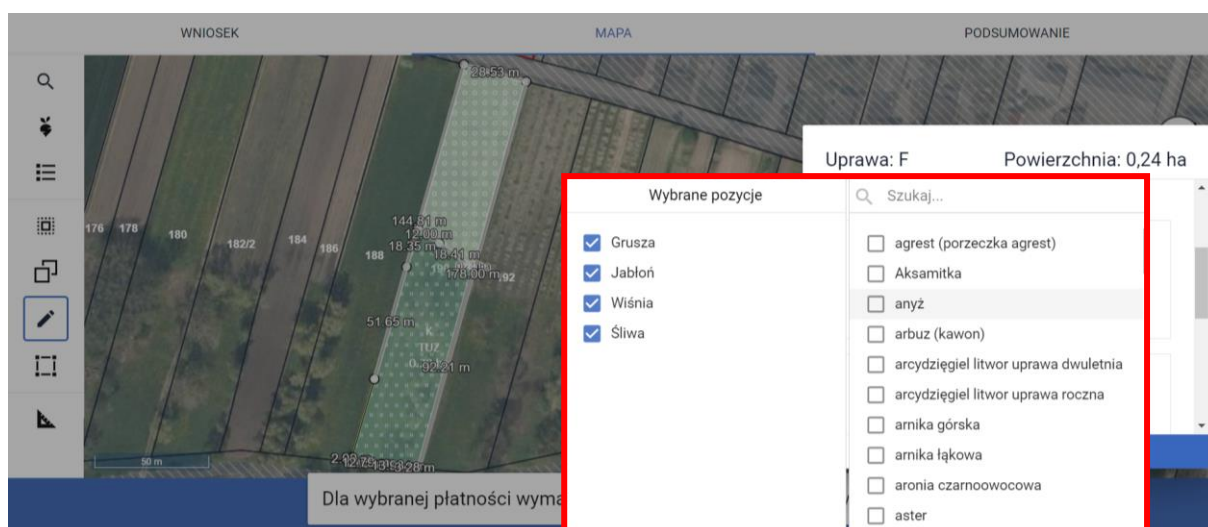 WNIOSEK MAPA PODSUMOWANIE
28.53 m
Uprawa: F Powierzchnia: 0,24 ha
Wybrane pozycje
Szukaj...
Grusza
Jabłoń
Wiśnia
Śliwa
agrest (porzeczka agrest)
Aksamitka
anyż
arbuz (kawon)
arcydzięgiel litwor uprawa dwuletnia
arcydzięgiel litwor uprawa roczna
arnika górska
arnika łąkowa
aronia czarnoowocowa
aster
176 178 180 182/2 184 186 188
144.81 m
12.00 m
18.35 m 18.41 m
178.00 m
51.65 m
K
TUZ
92.21 m
50 m
Dla wybranej płatności wyma